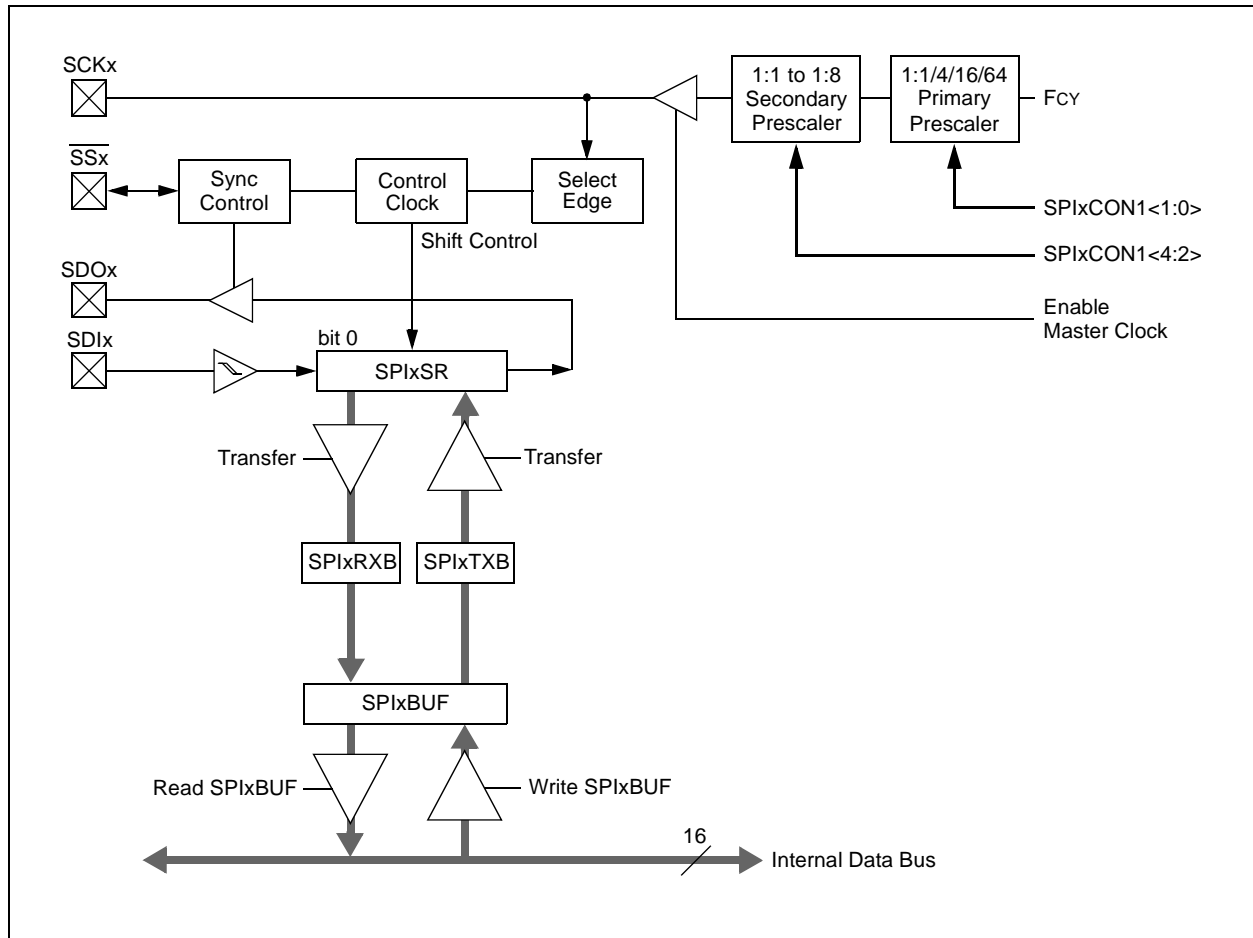 SCKx
1:1 to 1:8
Secondary
Prescaler
1:1/4/16/64
Primary
Prescaler
FCY
SSx
Sync
Control
Control
Clock
Select
Edge
SPIxCON1<1:0>
Shift Control
SPIxCON1<4:2>
SDOx
Enable
Master Clock
SDIx
bit 0
SPIxSR
Transfer
Transfer
SPIxRXB
SPIxTXB
SPIxBUF
Read SPIxBUF
Write SPIxBUF
16
Internal Data Bus